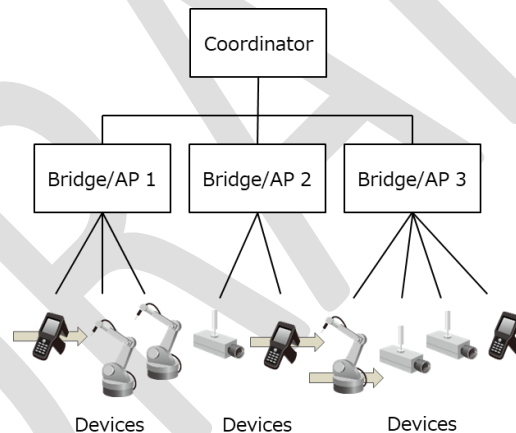 Coordinator
Bridge/AP 1
Bridge/AP 2
Bridge/AP 3
Devices
Devices
Devices